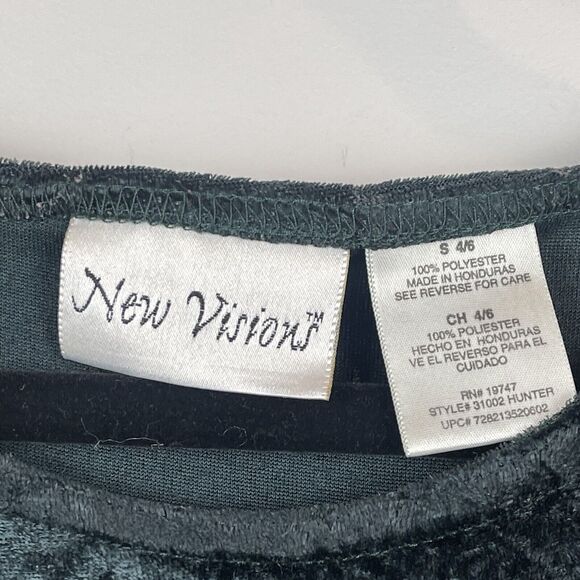 New Visions™
S 4/6
100% POLYESTER
MADE IN HONDURAS
SEE REVERSE FOR CARE
CH 4/6
100% POLIESTER
HECHO EN HONDURAS
VE EL REVERSO PARA EL
CUIDADO
RN# 19747
STYLE# 31002 HUNTER
UPC# 728213520602